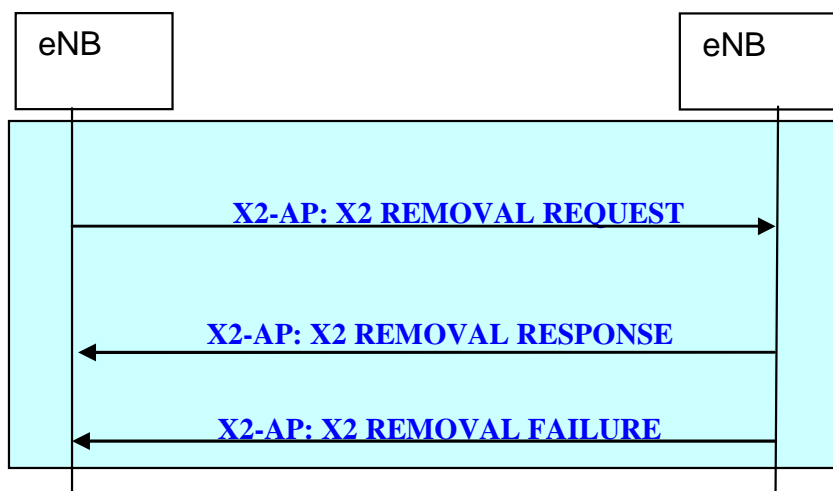 eNB
eNB
X2-AP: X2 REMOVAL REQUEST
X2-AP: X2 REMOVAL RESPONSE
X2-AP: X2 REMOVAL FAILURE